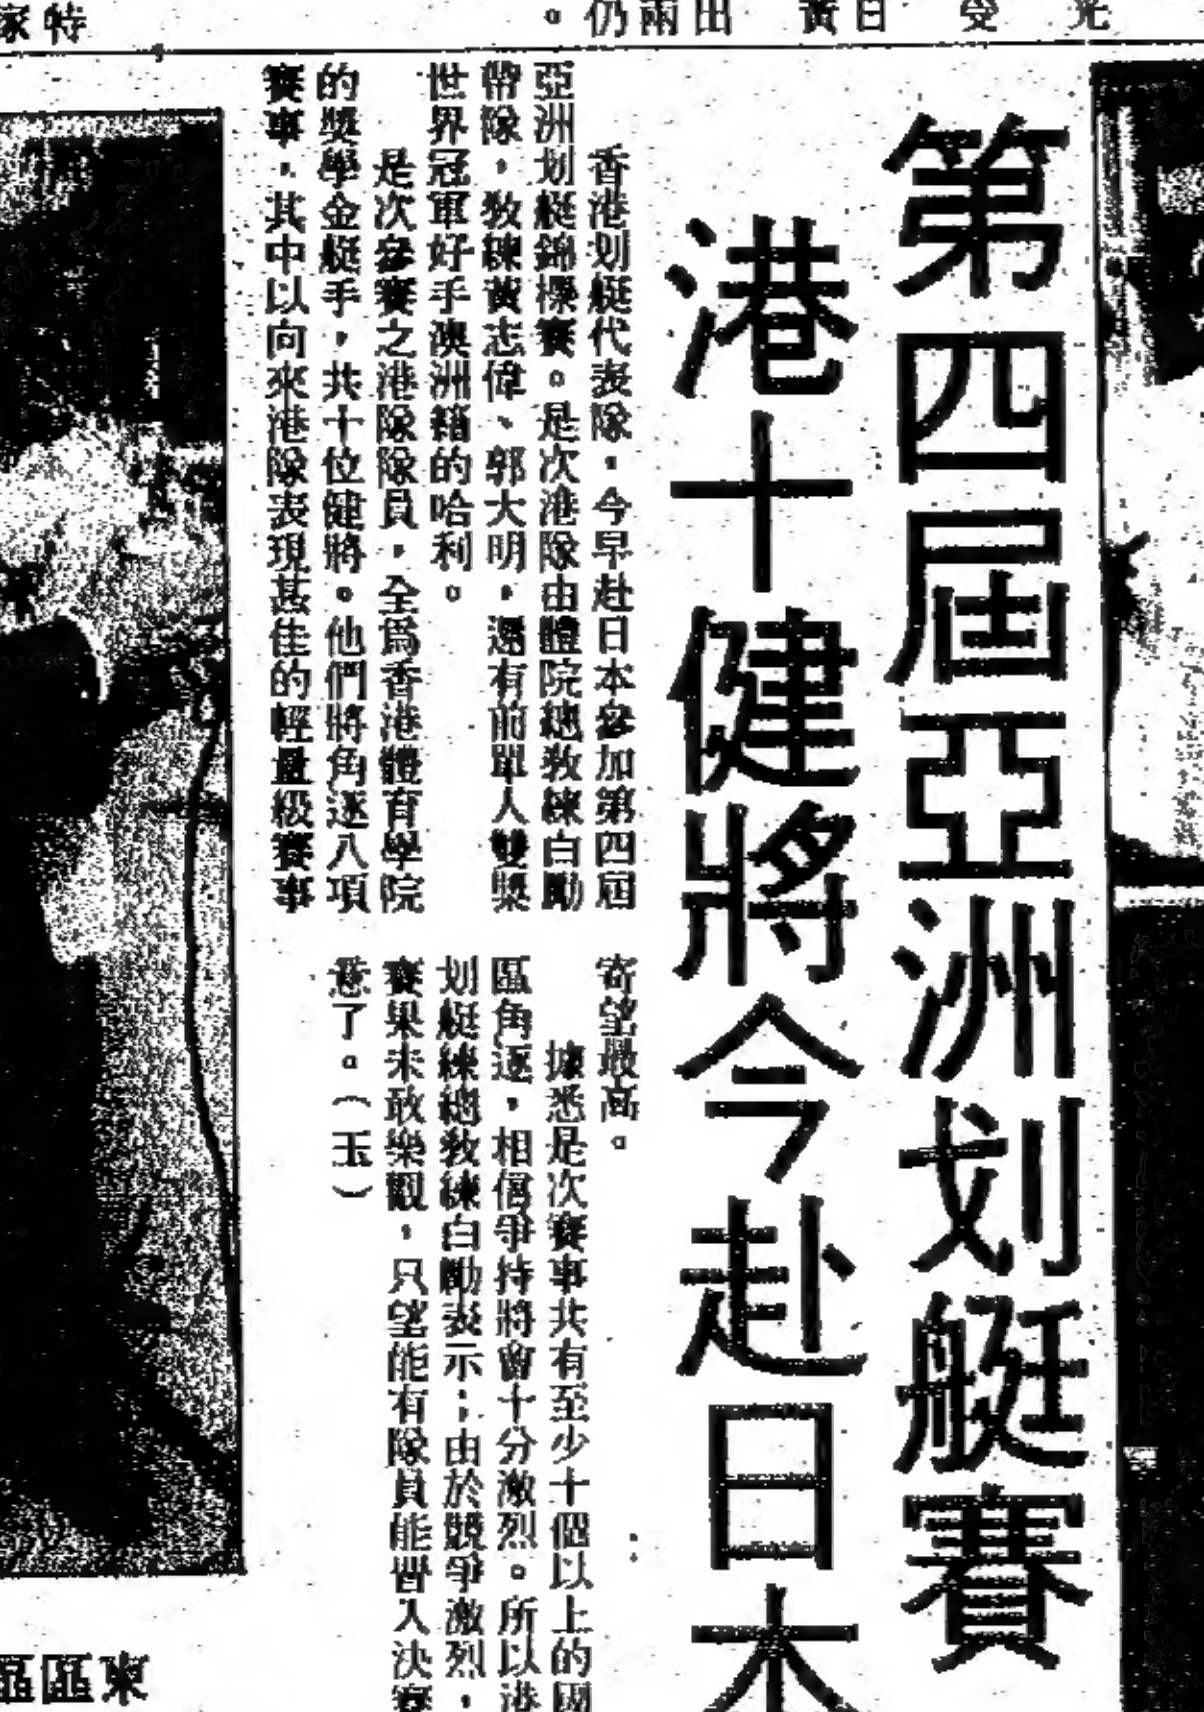 第四屆亞洲划艇賽
港十健將今赴日本
香港划艇代表隊，今早赴日本參加第四屆
亞洲划艇錦標賽。是次港隊由體院總教練白勵
帶隊，教練黃志偉、郭大明，還有前單人雙槳
世界冠軍好手澳洲籍的哈利。
是次參賽之港隊隊員，全爲香港體育學院
的獎學金艇手，共十位健將。他們將角逐八項
賽事，其中以向來港隊表現甚佳的輕量級賽事
寄望最高。
據悉是次賽事共有至少十個以上的國
區角逐，相信爭持將會十分激烈。所以港
划艇練總教練白勵表示：由於競爭激烈，
賽果未敢樂觀，只望能有隊員能晉入決賽
意了。（玉）
特家
東區區